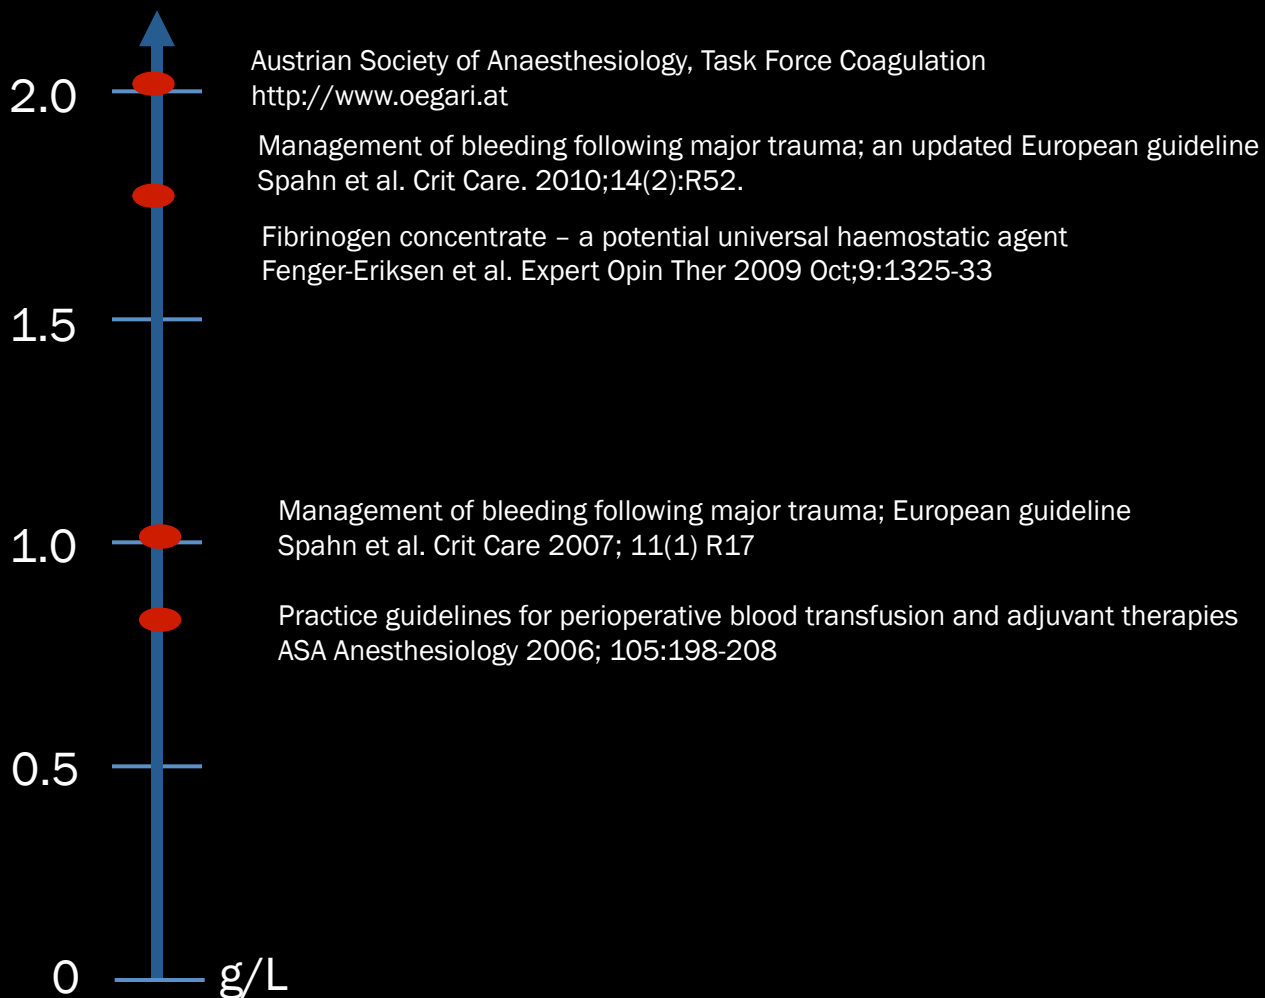 2.0
Austrian Society of Anaesthesiology, Task Force Coagulation
http://www.oegari.at
Management of bleeding following major trauma; an updated European guideline
Spahn et al. Crit Care. 2010;14(2):R52.
Fibrinogen concentrate – a potential universal haemostatic agent
Fenger-Eriksen et al. Expert Opin Ther 2009 Oct;9:1325-33
1.5
Management of bleeding following major trauma; European guideline
Spahn et al. Crit Care 2007; 11(1) R17
1.0
Practice guidelines for perioperative blood transfusion and adjuvant therapies
ASA Anesthesiology 2006; 105:198-208
0.5
0 g/L